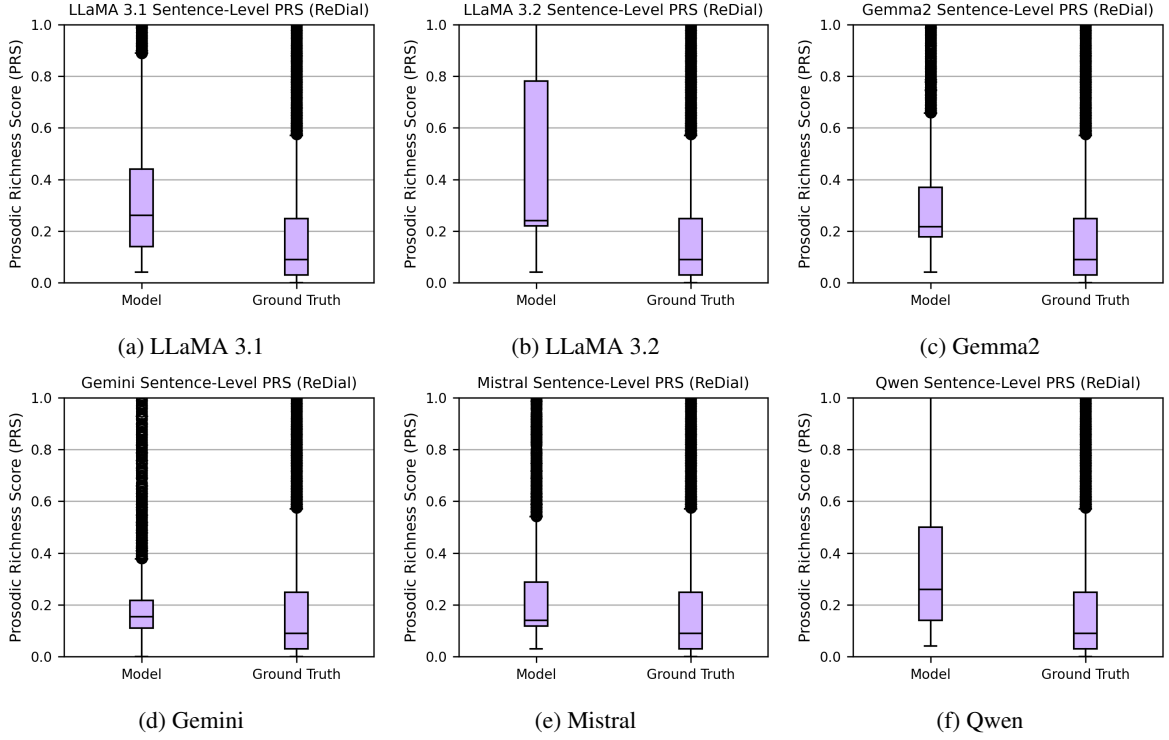 LLaMA 3.1 Sentence-Level PRS (ReDial)
Prosodic Richness Score (PRS)
1.0
0.8
0.6
0.4
0.2
0.0
Model Ground Truth
(a) LLaMA 3.1
LLaMA 3.2 Sentence-Level PRS (ReDial)
Prosodic Richness Score (PRS)
1.0
0.8
0.6
0.4
0.2
0.0
Model Ground Truth
(b) LLaMA 3.2
Gemma2 Sentence-Level PRS (ReDial)
Prosodic Richness Score (PRS)
1.0
0.8
0.6
0.4
0.2
0.0
Model Ground Truth
(c) Gemma2
Gemini Sentence-Level PRS (ReDial)
Prosodic Richness Score (PRS)
1.0
0.8
0.6
0.4
0.2
0.0
Model Ground Truth
(d) Gemini
Mistral Sentence-Level PRS (ReDial)
Prosodic Richness Score (PRS)
1.0
0.8
0.6
0.4
0.2
0.0
Model Ground Truth
(e) Mistral
Qwen Sentence-Level PRS (ReDial)
Prosodic Richness Score (PRS)
1.0
0.8
0.6
0.4
0.2
0.0
Model Ground Truth
(f) Qwen